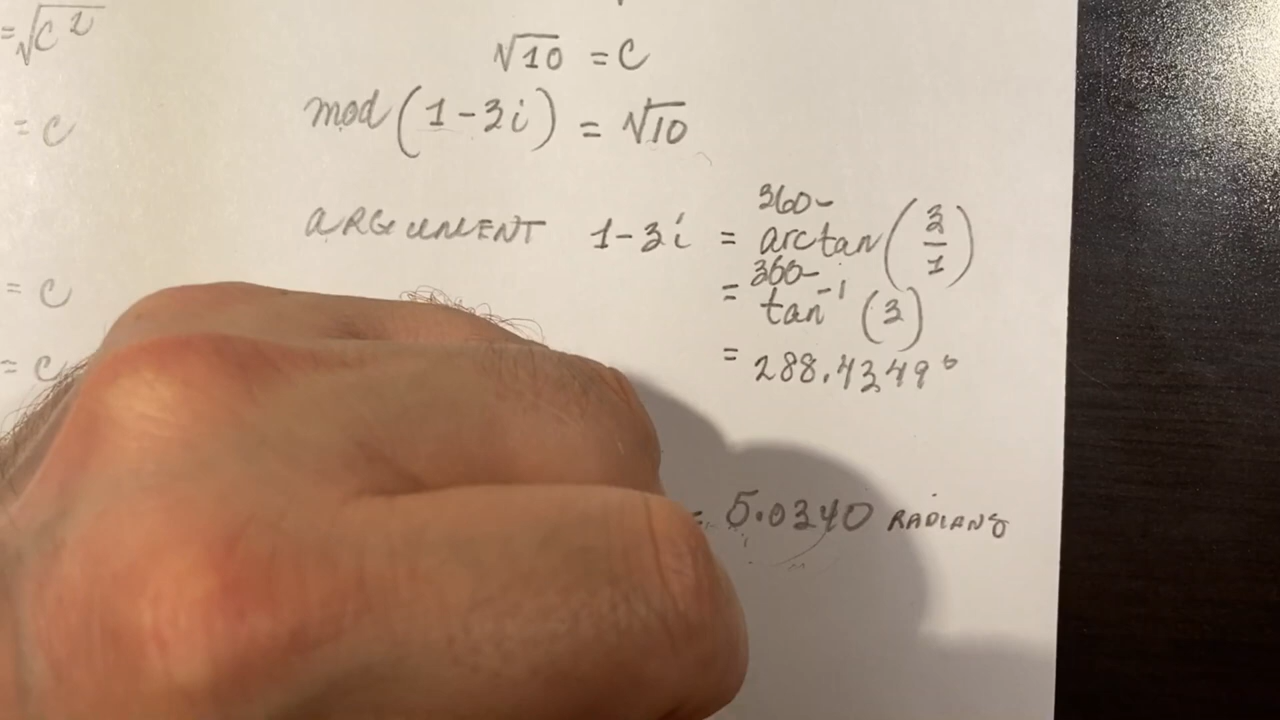 =√c²
= c
= c
= c
√10 = c
mod(1-3i) = √10
ARGUMENT 1-3i = 360- arctan(3/1)
= 360- tan⁻¹(3)
= 288.4349°
= 5.0340 RADIANS